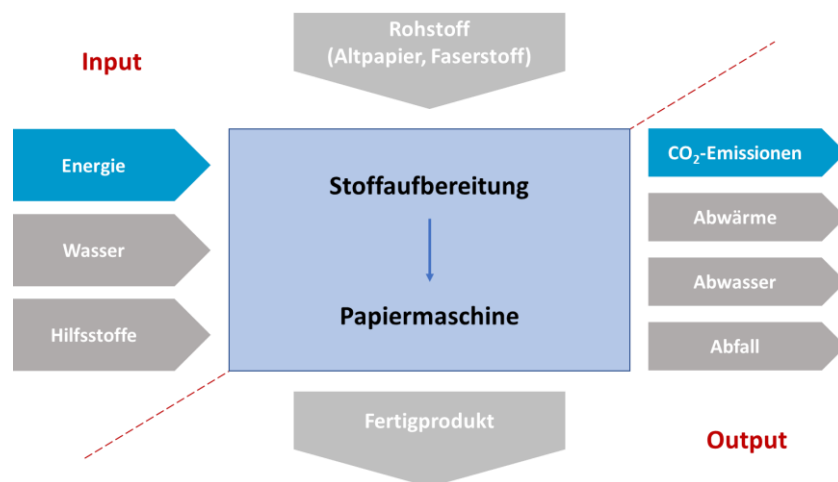 Rohstoff
(Altpapier, Faserstoff)
Input
Energie
Wasser
Hilfsstoffe
Stoffaufbereitung
Papiermaschine
CO₂-Emissionen
Abwärme
Abwasser
Abfall
Fertigprodukt
Output